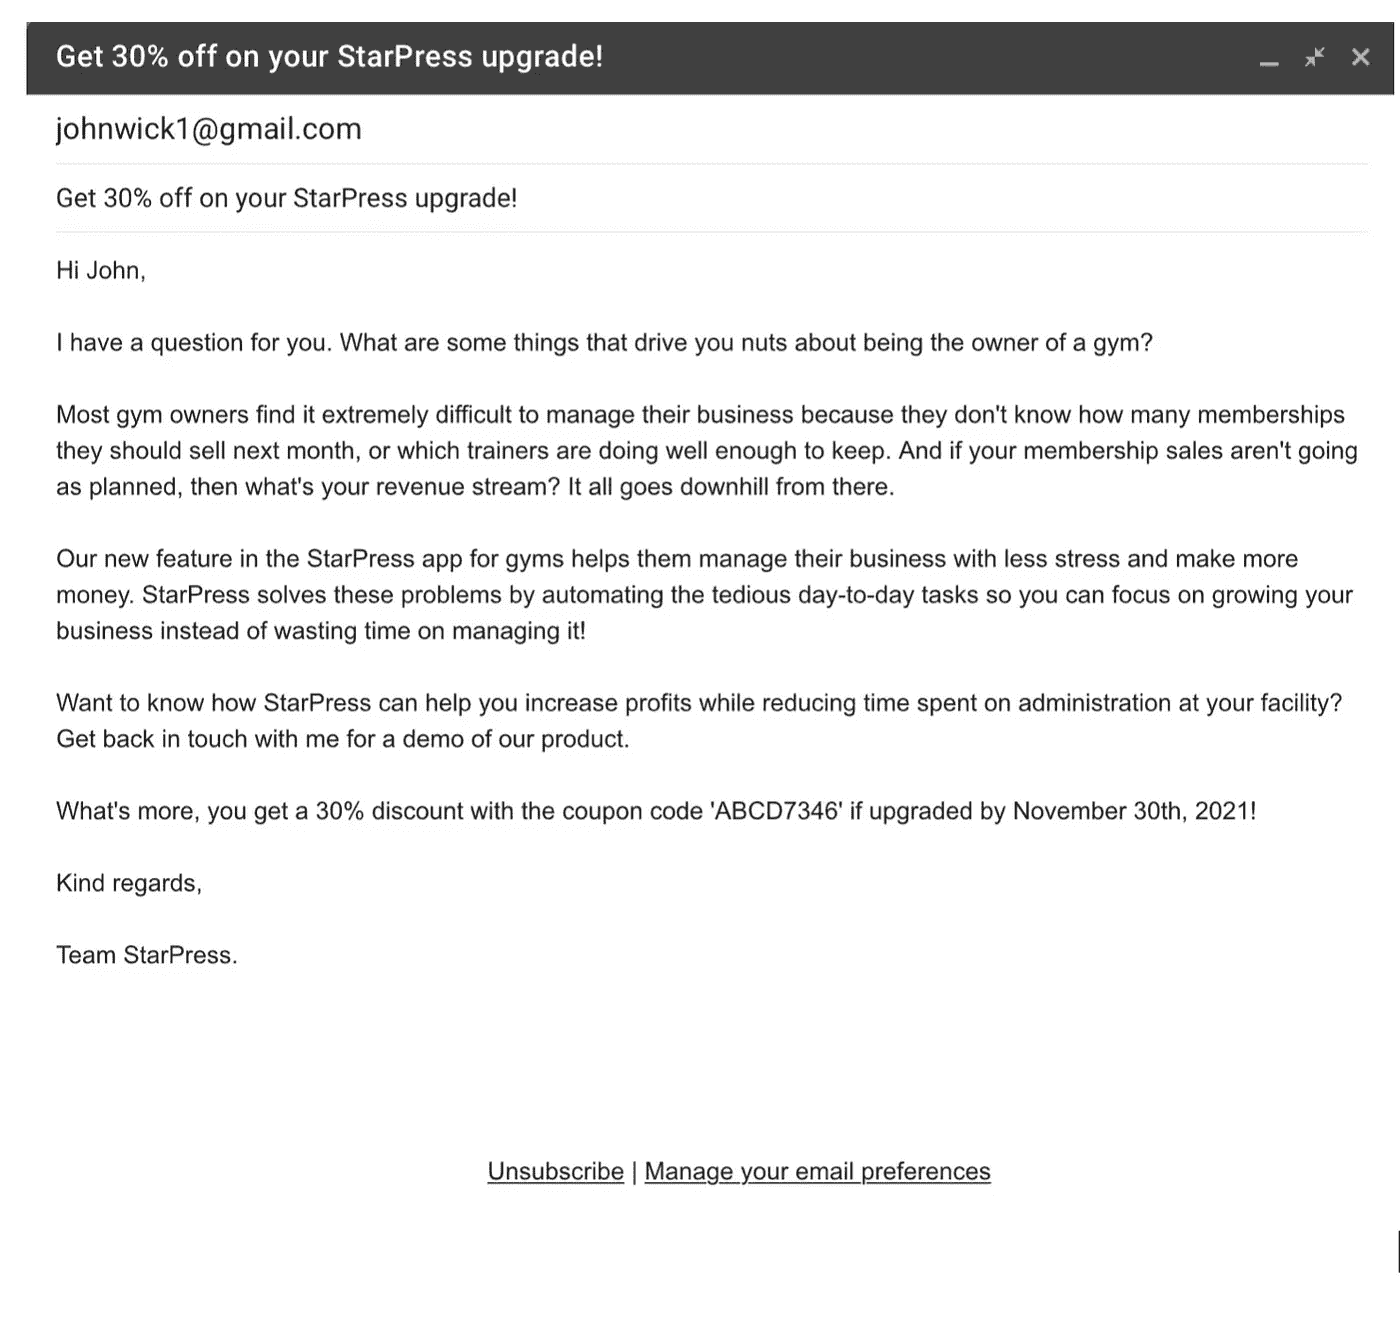 Get 30% off on your StarPress upgrade!
johnwick1@gmail.com
Get 30% off on your StarPress upgrade!
Hi John,
I have a question for you. What are some things that drive you nuts about being the owner of a gym?
Most gym owners find it extremely difficult to manage their business because they don't know how many memberships
they should sell next month, or which trainers are doing well enough to keep. And if your membership sales aren't going
as planned, then what's your revenue stream? It all goes downhill from there.
Our new feature in the StarPress app for gyms helps them manage their business with less stress and make more
money. StarPress solves these problems by automating the tedious day-to-day tasks so you can focus on growing your
business instead of wasting time on managing it!
Want to know how StarPress can help you increase profits while reducing time spent on administration at your facility?
Get back in touch with me for a demo of our product.
What's more, you get a 30% discount with the coupon code 'ABCD7346' if upgraded by November 30th, 2021!
Kind regards,
Team StarPress.
Unsubscribe | Manage your email preferences